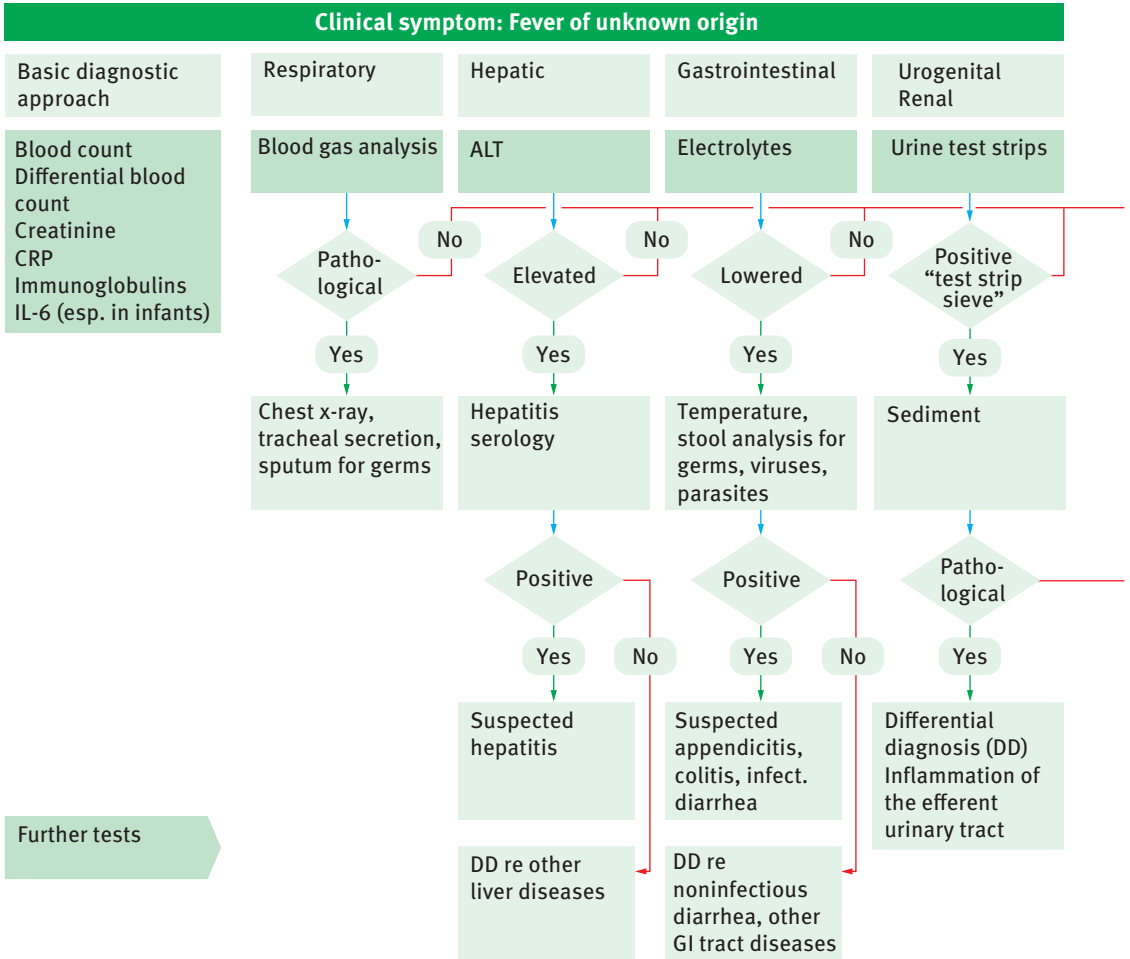 Clinical symptom: Fever of unknown origin
Basic diagnostic
approach
Respiratory
Hepatic
Gastrointestinal
Urogenital
Renal
Blood count
Differential blood
count
Creatinine
CRP
Immunoglobulins
IL-6 (esp. in infants)
Blood gas analysis
ALT
Electrolytes
Urine test strips
No
No
No
Patho-
logical
Elevated
Lowered
Positive
“test strip
sieve”
Yes
Yes
Yes
Yes
Chest x-ray,
tracheal secretion,
sputum for germs
Hepatitis
serology
Temperature,
stool analysis for
germs, viruses,
parasites
Sediment
Positive
Positive
Patho-
logical
Yes
No
Yes
No
Yes
Suspected
hepatitis
Suspected
appendicitis,
colitis, infect.
diarrhea
Differential
diagnosis (DD)
Inflammation of
the efferent
urinary tract
Further tests
DD re other
liver diseases
DD re
noninfectious
diarrhea, other
GI tract diseases